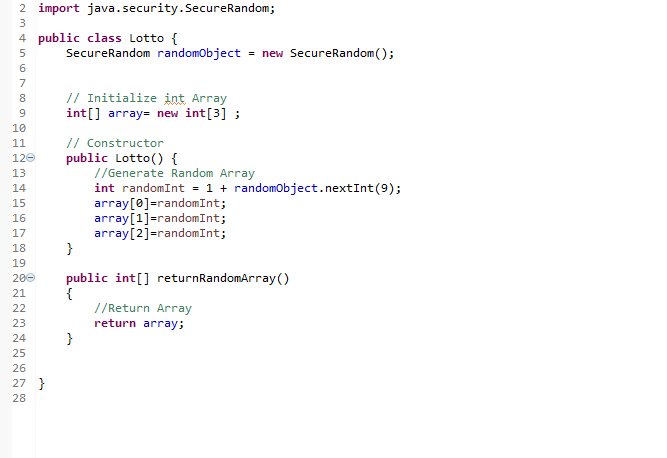 2 import java.security.SecureRandom;
3
4 public class Lotto {
5     SecureRandom randomObject = new SecureRandom();
6
7
8     // Initialize int Array
9     int[] array= new int[3] ;
10
11     // Constructor
12     public Lotto() {
13         //Generate Random Array
14         int randomInt = 1 + randomObject.nextInt(9);
15         array[0]=randomInt;
16         array[1]=randomInt;
17         array[2]=randomInt;
18     }
19
20     public int[] returnRandomArray()
21     {
22         //Return Array
23         return array;
24     }
25
26
27 }
28